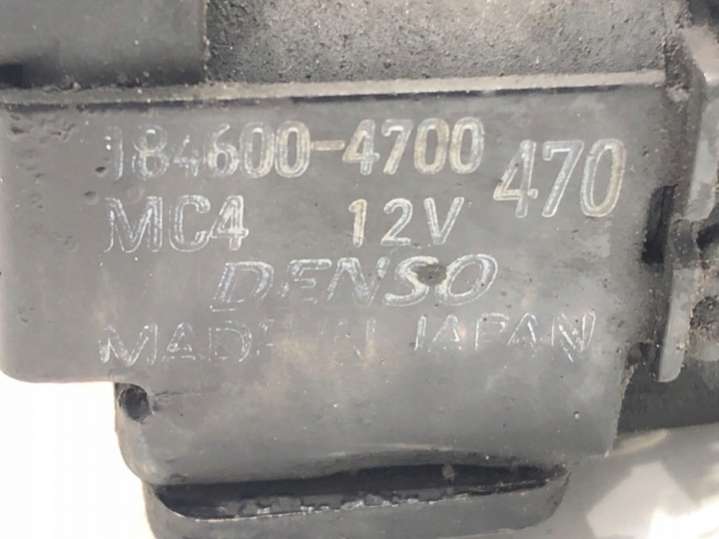 184600-4700 470
MC4 12V
DENSO
MADE IN JAPAN